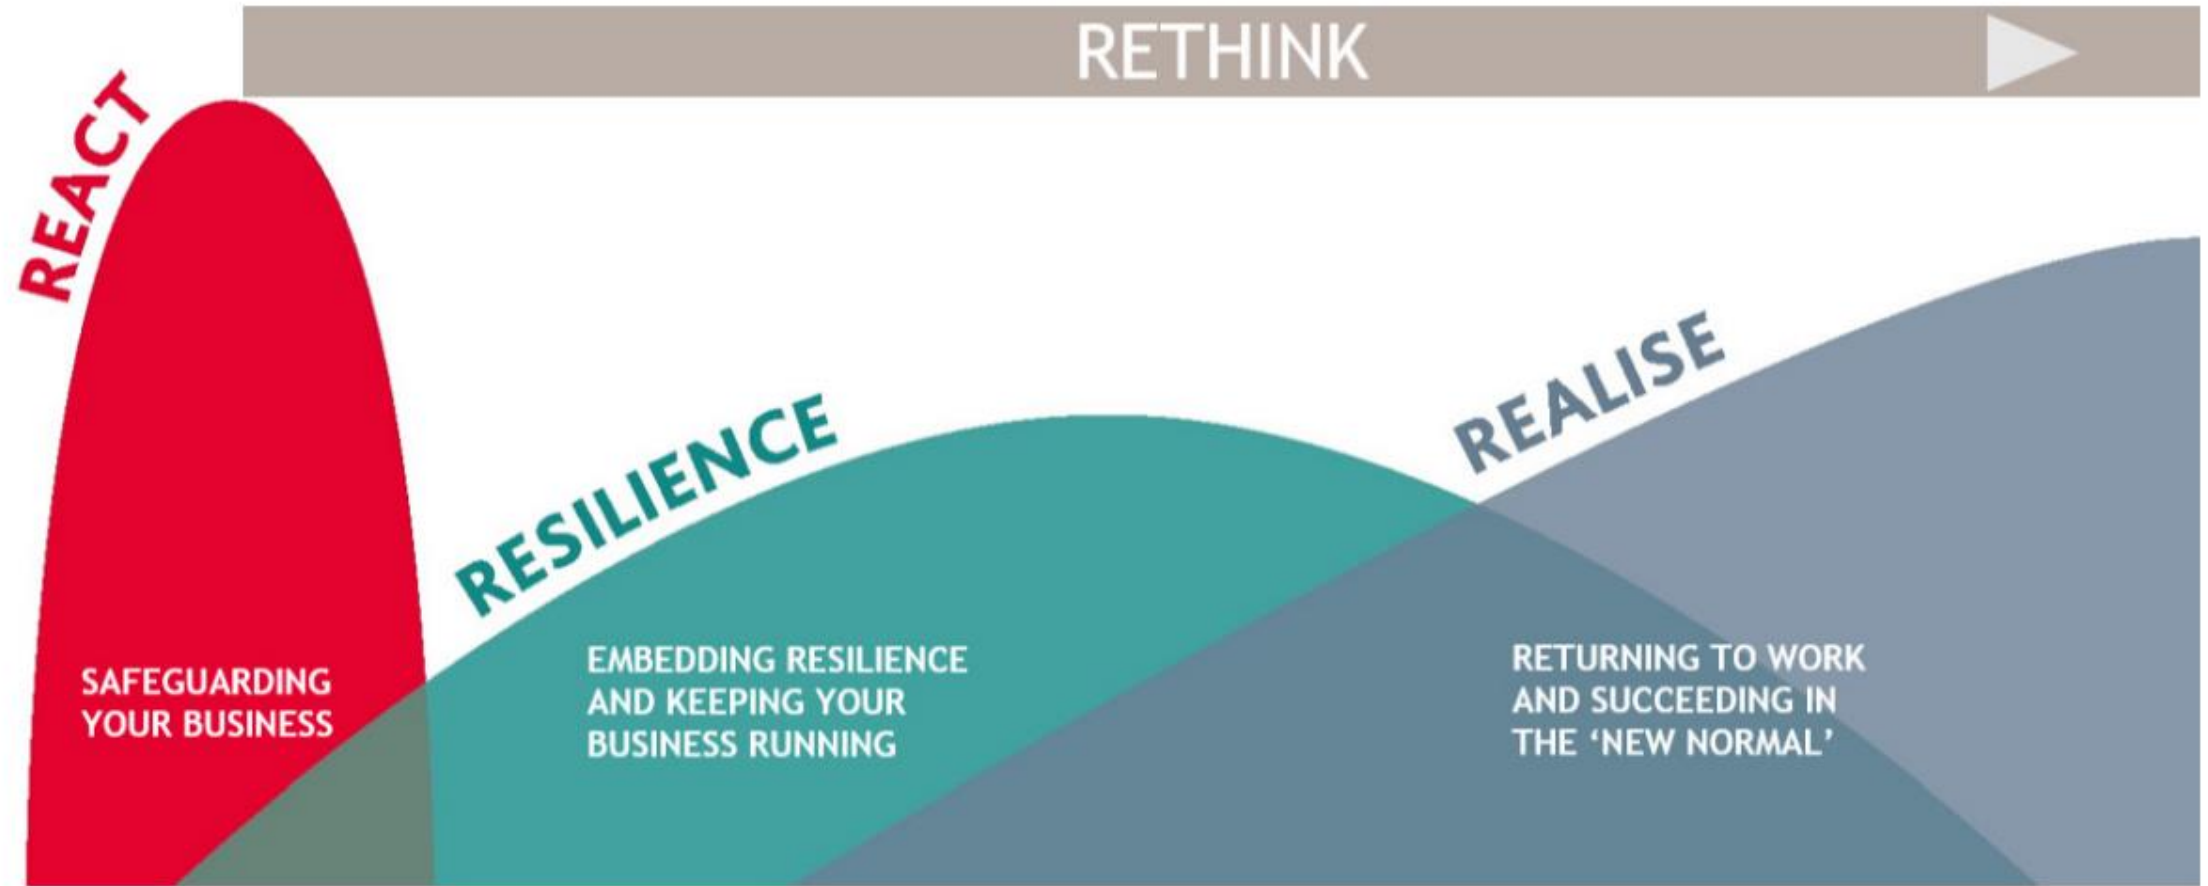 RETHINK
REACT
RESILIENCE
REALISE
SAFEGUARDING
YOUR BUSINESS
EMBEDDING RESILIENCE
AND KEEPING YOUR
BUSINESS RUNNING
RETURNING TO WORK
AND SUCCEEDING IN
THE ‘NEW NORMAL’